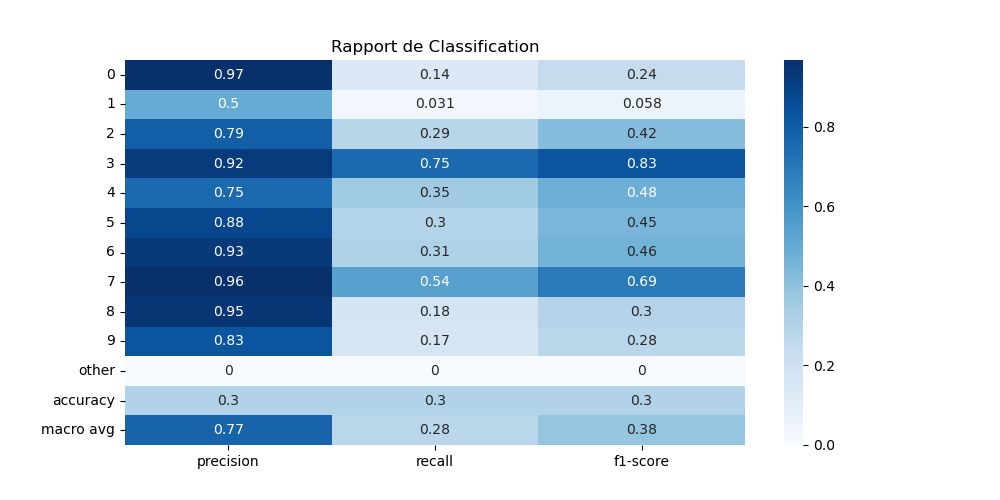 Rapport de Classification
0 0.97 0.14 0.24
1 0.5 0.031 0.058
2 0.79 0.29 0.42
3 0.92 0.75 0.83
4 0.75 0.35 0.48
5 0.88 0.3 0.45
6 0.93 0.31 0.46
7 0.96 0.54 0.69
8 0.95 0.18 0.3
9 0.83 0.17 0.28
other 0 0 0
accuracy 0.3 0.3 0.3
macro avg 0.77 0.28 0.38
precision recall f1-score
0.8
0.6
0.4
0.2
0.0